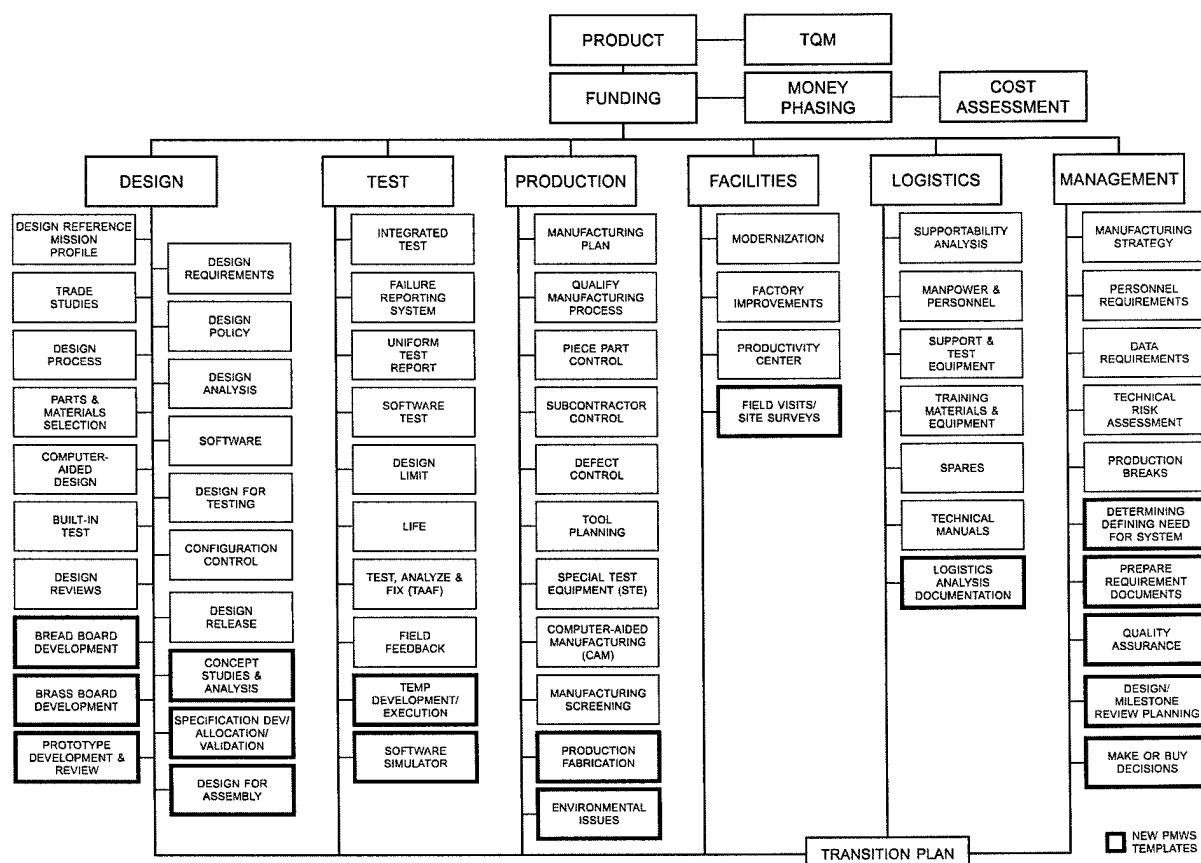 PRODUCT
TQM
FUNDING
MONEY
PHASING
COST
ASSESSMENT
DESIGN
TEST
PRODUCTION
FACILITIES
LOGISTICS
MANAGEMENT
DESIGN REFERENCE
MISSION
PROFILE
TRADE
STUDIES
DESIGN
PROCESS
PARTS &
MATERIALS
SELECTION
COMPUTER-
AIDED
DESIGN
BUILT-IN
TEST
DESIGN
REVIEWS
BREAD BOARD
DEVELOPMENT
BRASS BOARD
DEVELOPMENT
PROTOTYPE
DEVELOPMENT &
REVIEW
DESIGN
REQUIREMENTS
DESIGN
POLICY
DESIGN
ANALYSIS
SOFTWARE
DESIGN FOR
TESTING
CONFIGURATION
CONTROL
DESIGN
RELEASE
CONCEPT
STUDIES &
ANALYSIS
SPECIFICATION DEV/
ALLOCATION/
VALIDATION
DESIGN FOR
ASSEMBLY
INTEGRATED
TEST
FAILURE
REPORTING
SYSTEM
UNIFORM
TEST
REPORT
SOFTWARE
TEST
DESIGN
LIMIT
LIFE
TEST, ANALYZE &
FIX (TAAF)
FIELD
FEEDBACK
TEMP
DEVELOPMENT/
EXECUTION
SOFTWARE
SIMULATOR
MANUFACTURING
PLAN
QUALIFY
MANUFACTURING
PROCESS
PIECE PART
CONTROL
SUBCONTRACTOR
CONTROL
DEFECT
CONTROL
TOOL
PLANNING
SPECIAL TEST
EQUIPMENT (STE)
COMPUTER-AIDED
MANUFACTURING
(CAM)
MANUFACTURING
SCREENING
PRODUCTION
FABRICATION
ENVIRONMENTAL
ISSUES
MODERNIZATION
FACTORY
IMPROVEMENTS
PRODUCTIVITY
CENTER
FIELD VISITS/
SITE SURVEYS
SUPPORTABILITY
ANALYSIS
MANPOWER &
PERSONNEL
SUPPORT &
TEST
EQUIPMENT
TRAINING
MATERIALS &
EQUIPMENT
SPARES
TECHNICAL
MANUALS
LOGISTICS
ANALYSIS
DOCUMENTATION
MANUFACTURING
STRATEGY
PERSONNEL
REQUIREMENTS
DATA
REQUIREMENTS
TECHNICAL
RISK
ASSESSMENT
PRODUCTION
BREAKS
DETERMINING
DEFINING NEED
FOR SYSTEM
PREPARE
REQUIREMENT
DOCUMENTS
QUALITY
ASSURANCE
DESIGN/
MILESTONE
REVIEW PLANNING
MAKE OR BUY
DECISIONS
TRANSITION PLAN
NEW PMWS
TEMPLATES